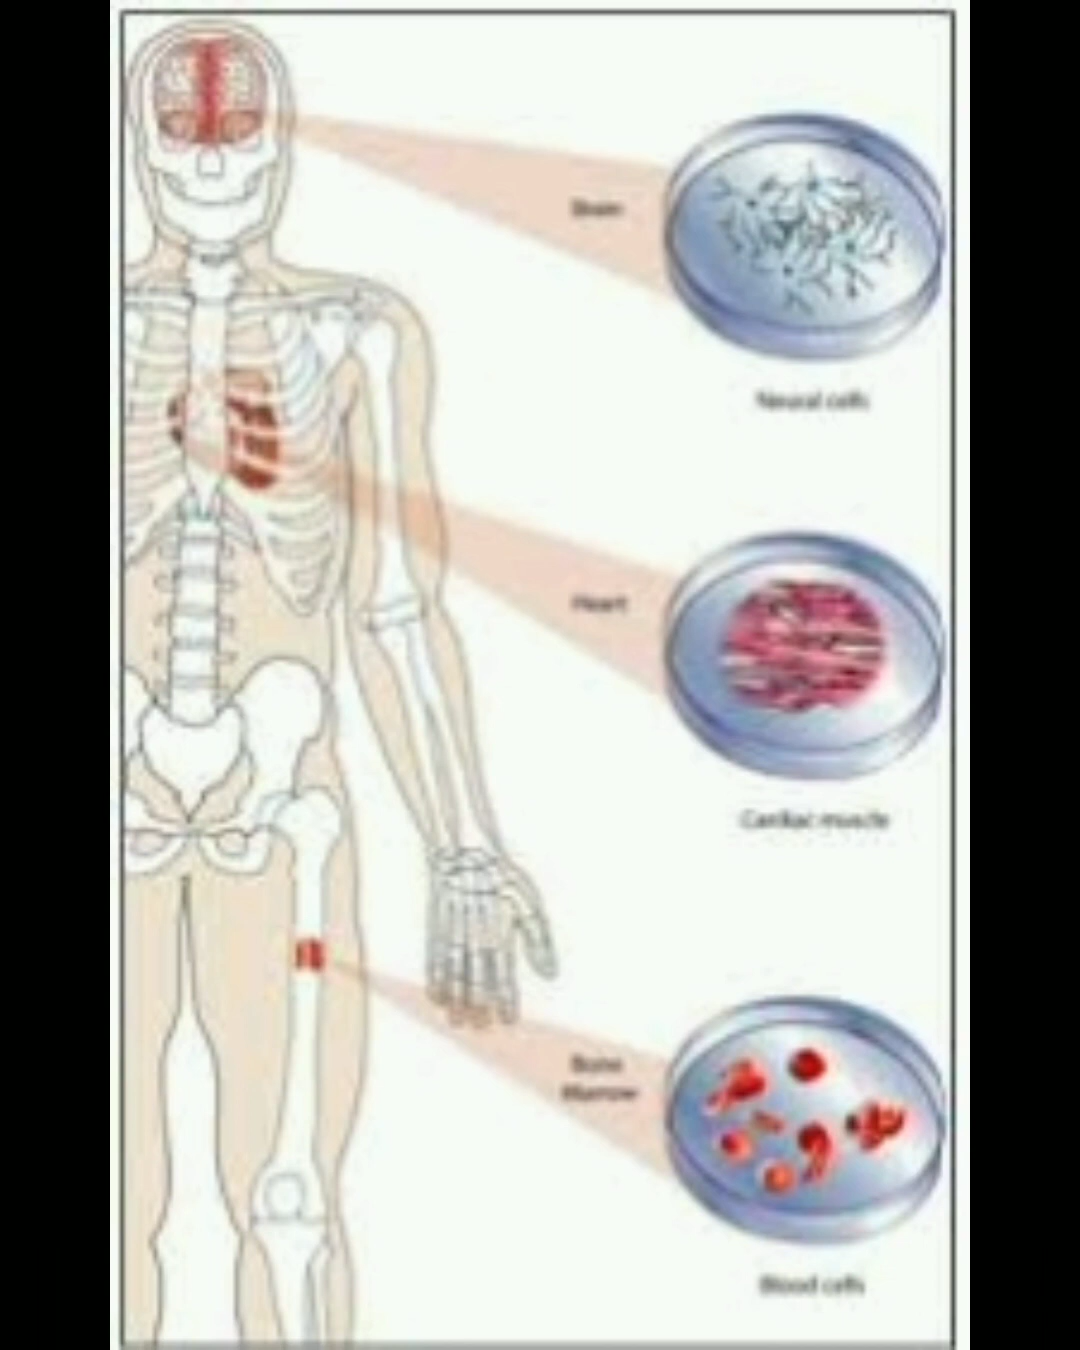 Brain
Neural cells
Heart
Cardiac muscle
Bone
Marrow
Blood cells